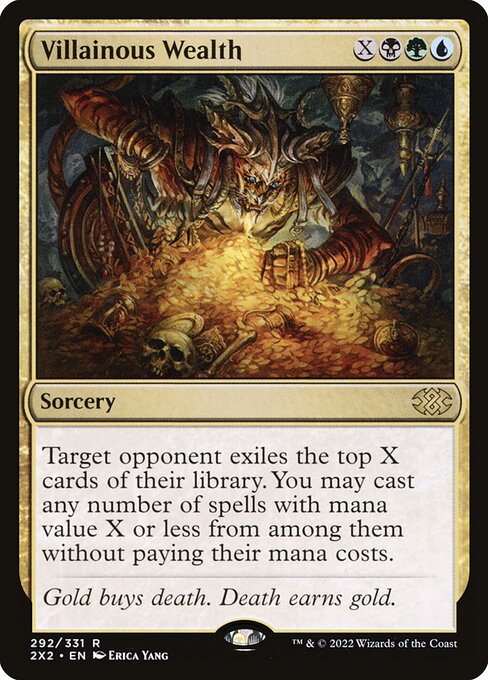 Villainous Wealth X
Sorcery
Target opponent exiles the top X
cards of their library. You may cast
any number of spells with mana
value X or less from among them
without paying their mana costs.
Gold buys death. Death earns gold.
292/331 R
2X2 • EN Erica Yang
™ & © 2022 Wizards of the Coast